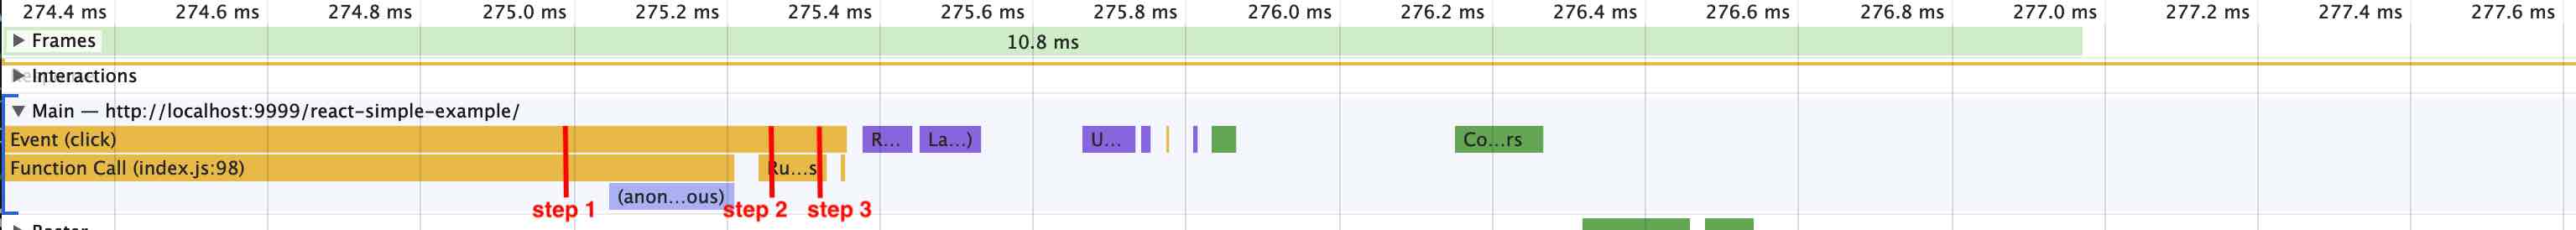 274.4 ms 274.6 ms 274.8 ms 275.0 ms 275.2 ms 275.4 ms 275.6 ms 275.8 ms 276.0 ms 276.2 ms 276.4 ms 276.6 ms 276.8 ms 277.0 ms 277.2 ms 277.4 ms 277.6 ms
Frames 10.8 ms
Interactions
Main — http://localhost:9999/react-simple-example/
Event (click) R... La...) U... Co...rs
Function Call (index.js:98) Ru...s
(anon...ous)
step 1 step 2 step 3